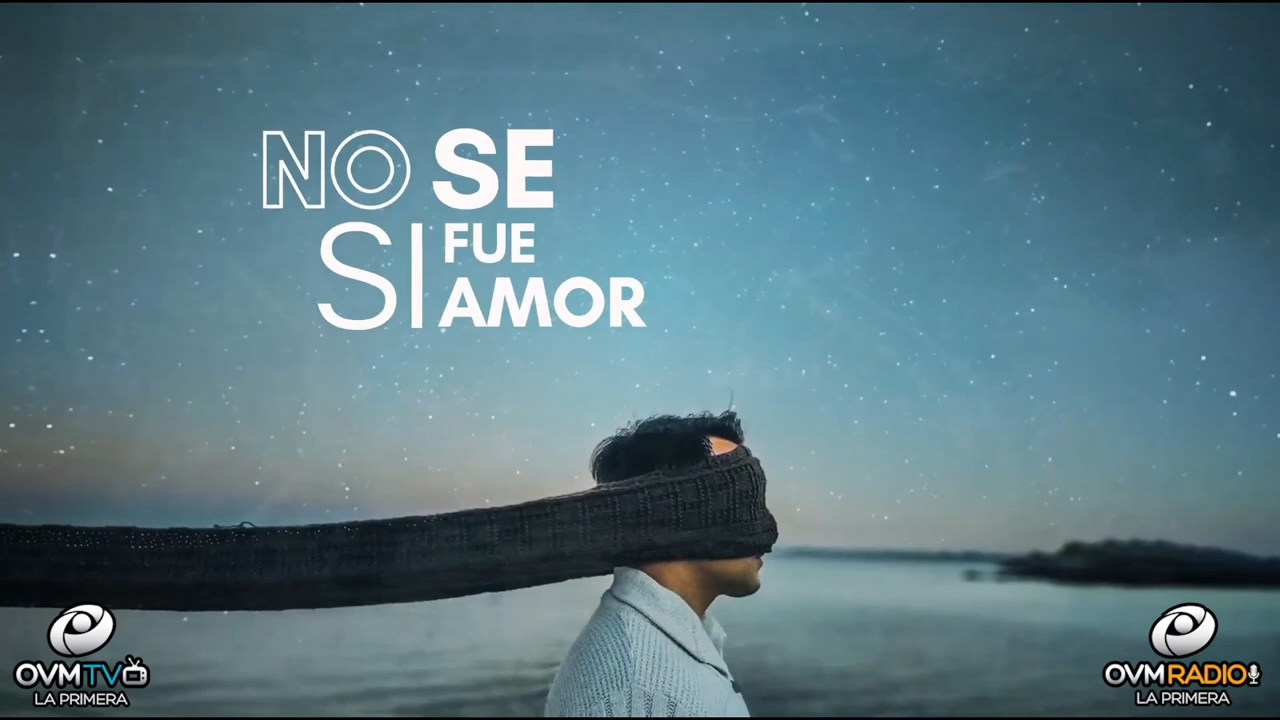 NO SE
SI FUE
AMOR
OVMTV
LA PRIMERA
OVMRADIO
LA PRIMERA